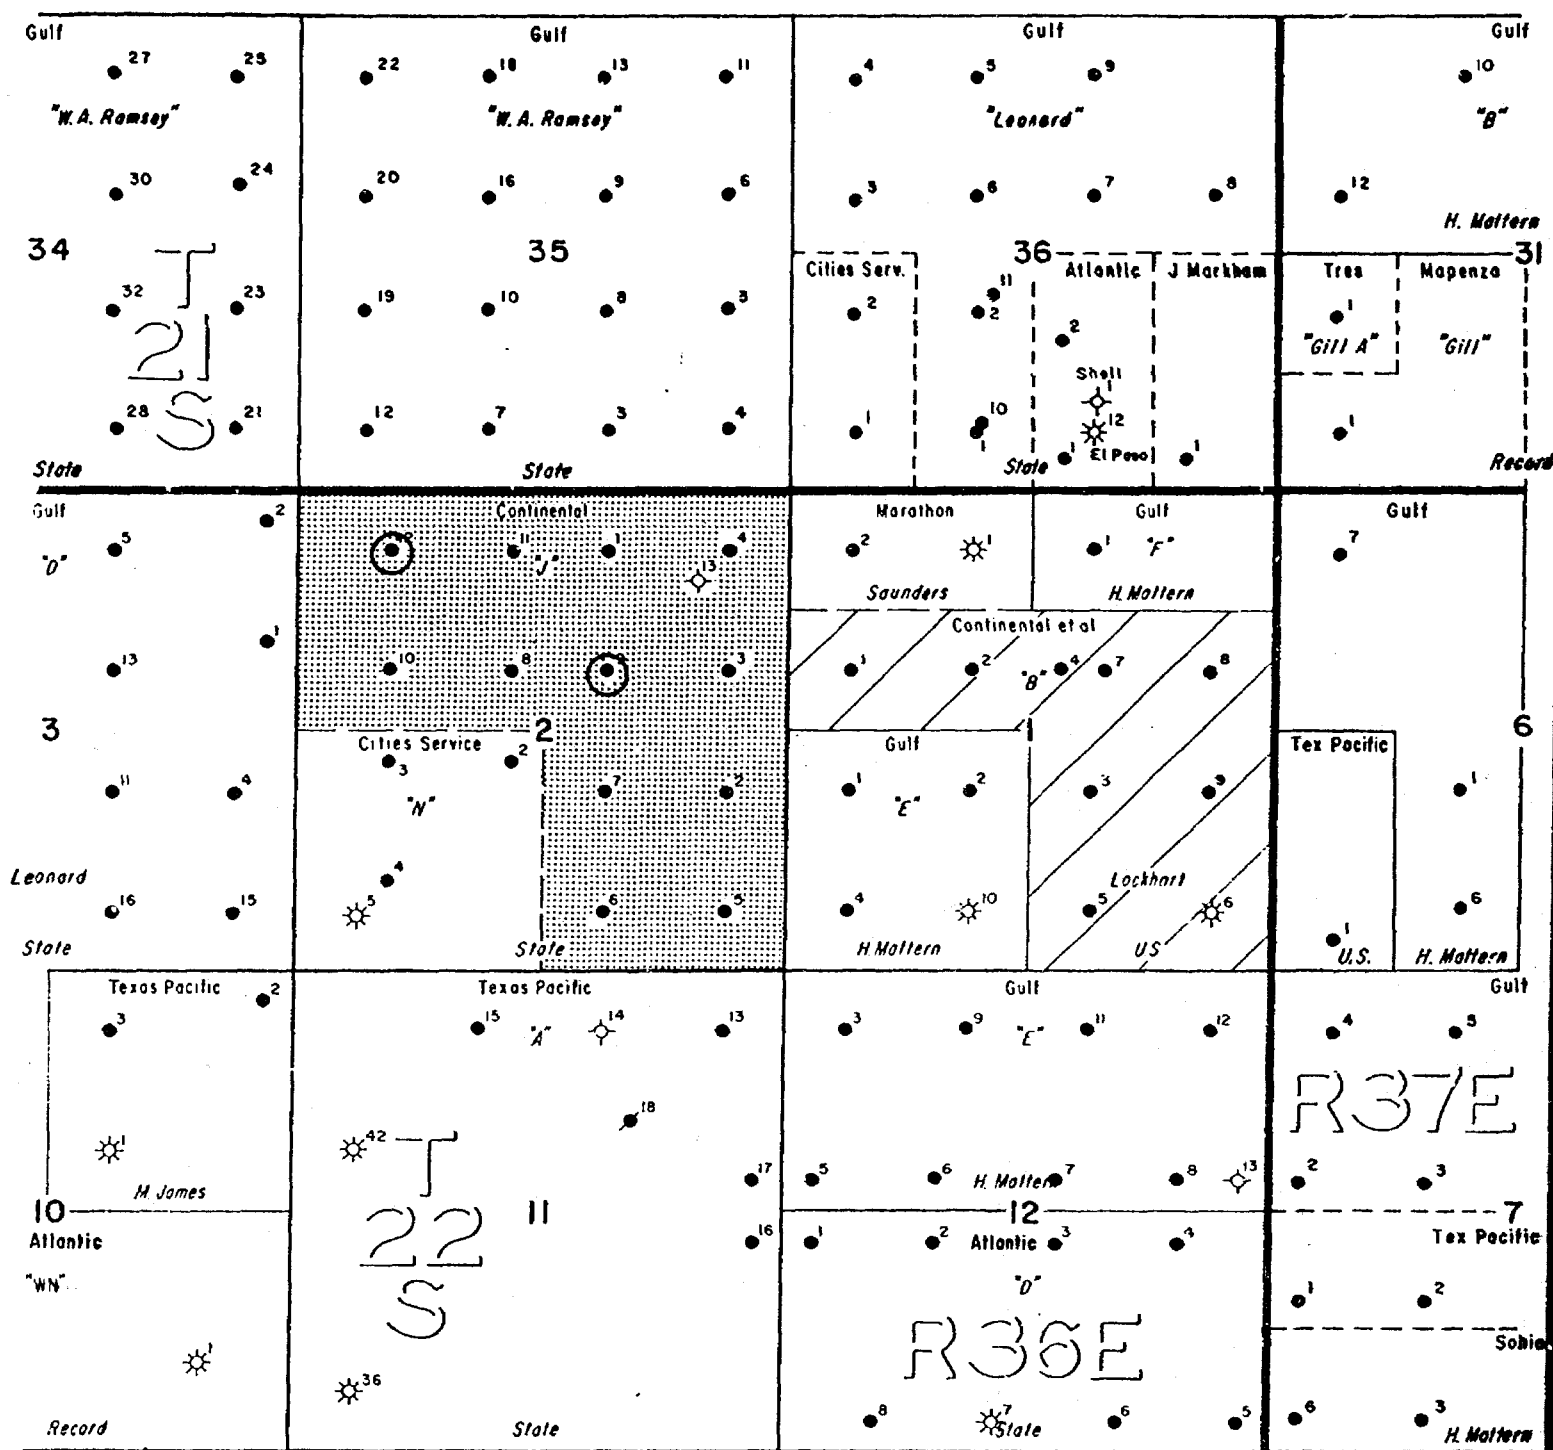 Gulf Gulf Gulf Gulf
27 25 22 18 13 11 4 5 9 10
"W.A. Ramsey" "W.A. Ramsey" "Leonard" "B"
30 24 20 16 9 6 3 6 7 8 12
H. Mattern
34 35 36 31
T Cities Serv. Atlantic J Markham Tres Mapenza
32 23 19 10 8 3 2 11 2 2 1
21 "Gill A" "Gill"
Shell
1
S
28 21 12 7 3 4 1 10 1 12 1 1 1
El Paso
State State State Record
Gulf Continental Marathon Gulf Gulf
5 2 11 1 4 2 1 1 7
"D" "J" 13 "F"
Saunders H. Mattern
1 Continental et al
13 10 8 3 1 2 "B" 4 7 8
3 2 1 6
Cities Service Gulf Tex Pacific
3 2
11 4 "N" 7 2 1 "E" 2 3 9 1
Leonard 4 Lockhart
16 15 5 6 5 4 10 5 6 1 6
State State H. Mattern U S U.S. H. Mattern
Texas Pacific Texas Pacific Gulf Gulf
3 2 15 "A" 14 13 3 9 "E" 11 12 4 5
R37E
18
1 42 T
17 5 6 7 8 13 2 3
M. James H. Mattern
10 11 12 7
Atlantic 22 16 1 2 Atlantic 3 4 Tex Pacific
"WN" S "D" 1 2
R36E Sohio
1 36
8 7 6 5 6 3
Record State State H. Mattern